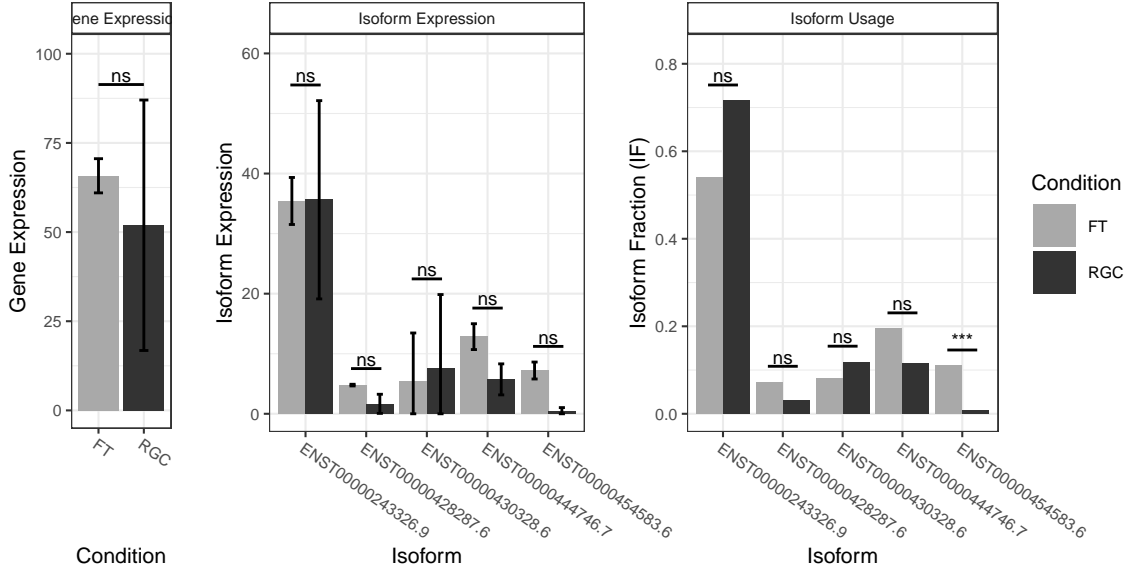 ene Expressio
Gene Expression
100
75
50
25
0
ns
FT
RGC
Condition
Isoform Expression
Isoform Expression
60
40
20
0
ns
ns
ns
ns
ns
ENST00000243326.9
ENST00000428287.6
ENST00000430328.6
ENST00000444746.7
ENST00000454583.6
Isoform
Isoform Usage
Isoform Fraction (IF)
0.8
0.6
0.4
0.2
0.0
ns
ns
ns
ns
***
ENST00000243326.9
ENST00000428287.6
ENST00000430328.6
ENST00000444746.7
ENST00000454583.6
Isoform
Condition
FT
RGC